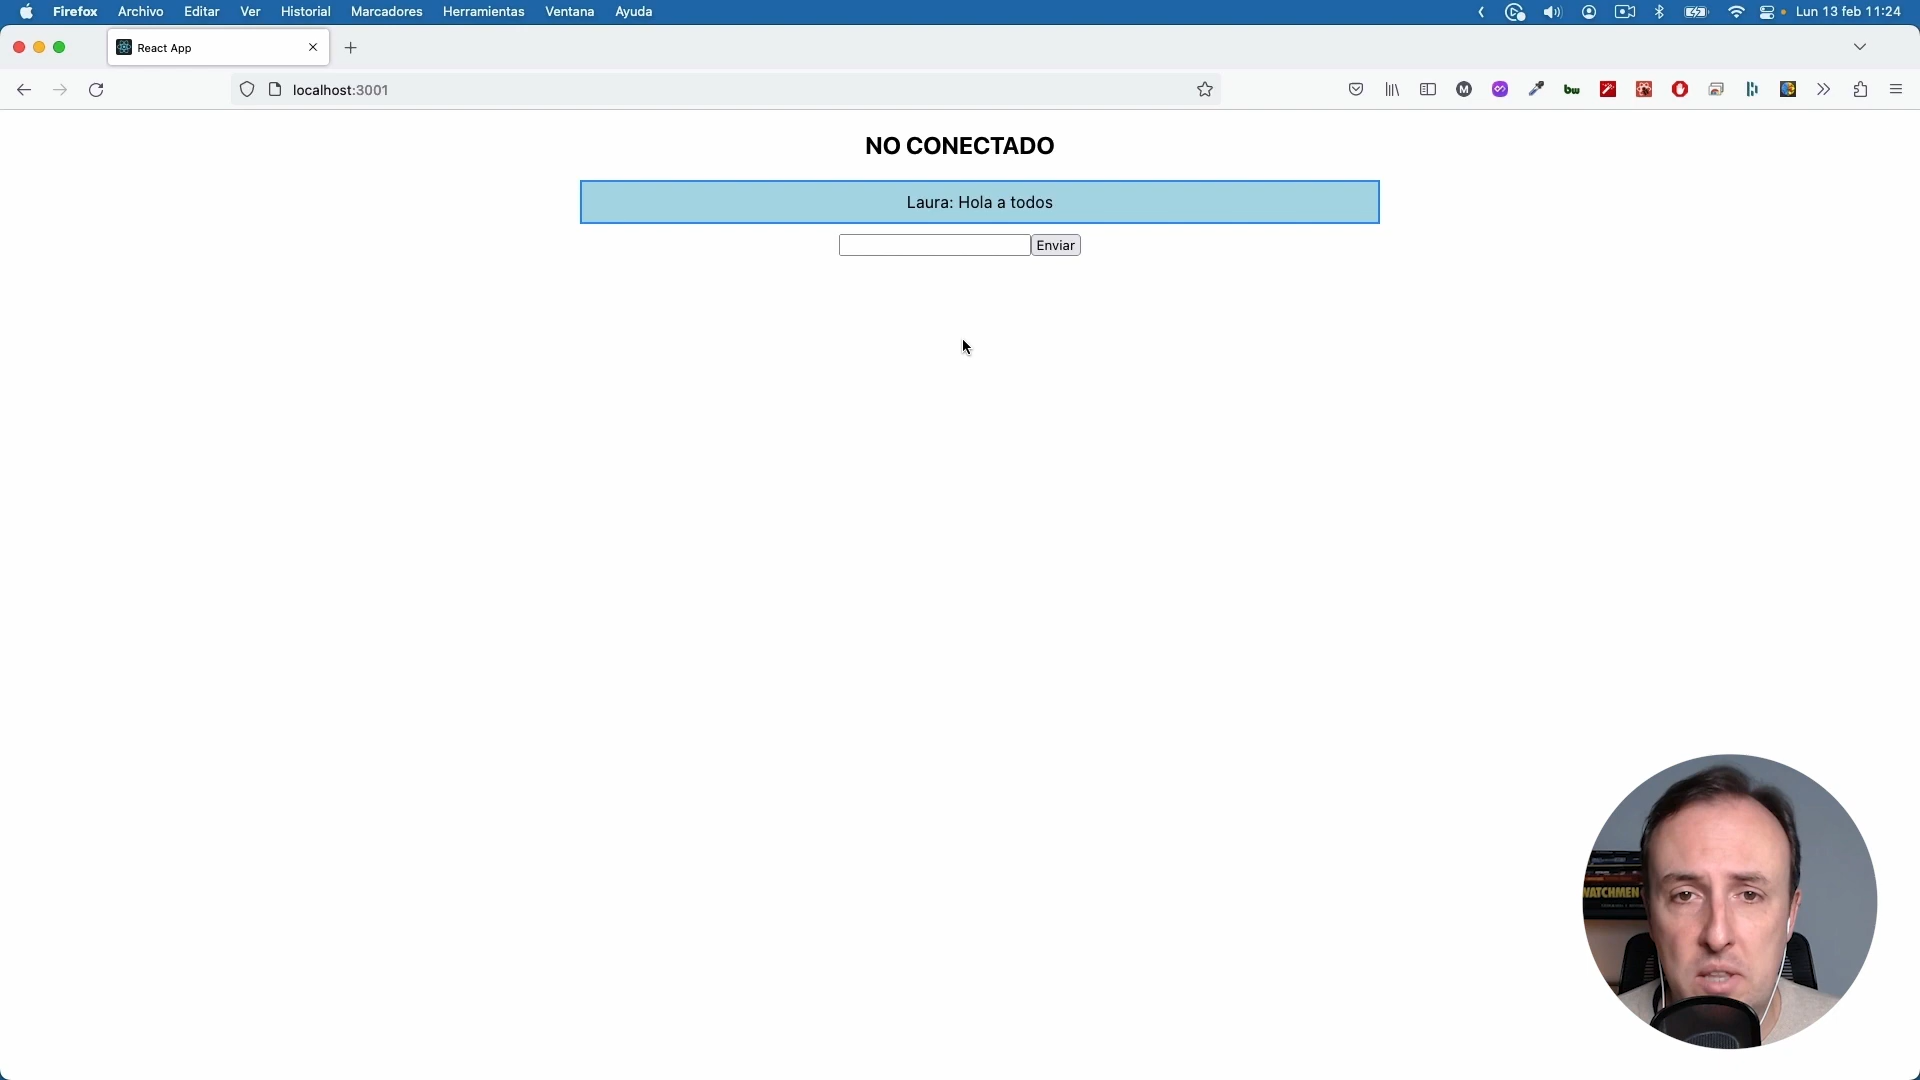 Firefox Archivo Editar Ver Historial Marcadores Herramientas Ventana Ayuda Lun 13 feb 11:24
React App
localhost:3001
M
bw
NO CONECTADO
Laura: Hola a todos
Enviar
WATCHMEN